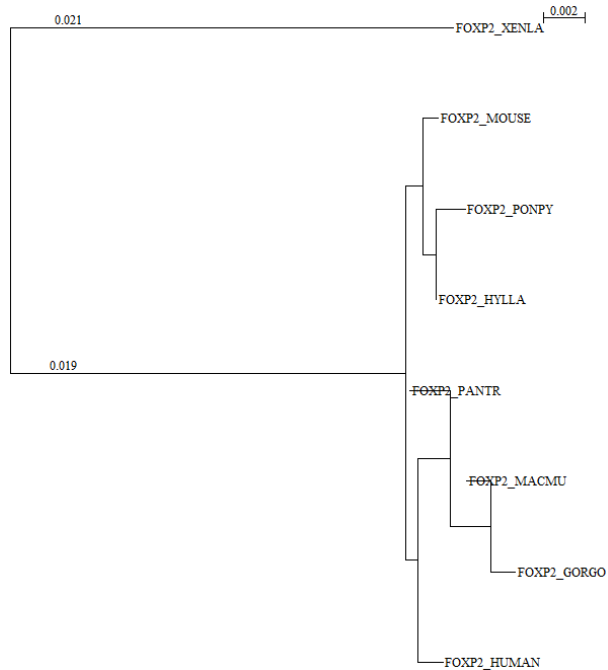 0.021
0.002
FOXP2_XENLA
FOXP2_MOUSE
FOXP2_PONPY
FOXP2_HYLLA
0.019
FOXP2_PANTR
FOXP2_MACMU
FOXP2_GORGO
FOXP2_HUMAN